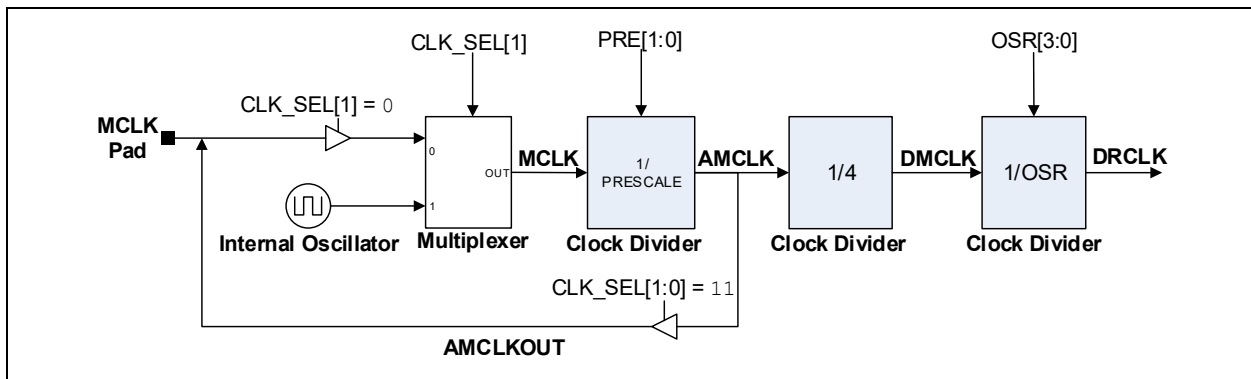 CLK_SEL[1]
PRE[1:0]
OSR[3:0]
CLK_SEL[1] = 0
MCLK
Pad
0
1
OUT
MCLK
1/
PRESCALE
AMCLK
1/4
DMCLK
1/OSR
DRCLK
Internal Oscillator
Multiplexer
Clock Divider
Clock Divider
Clock Divider
CLK_SEL[1:0] = 11
AMCLKOUT